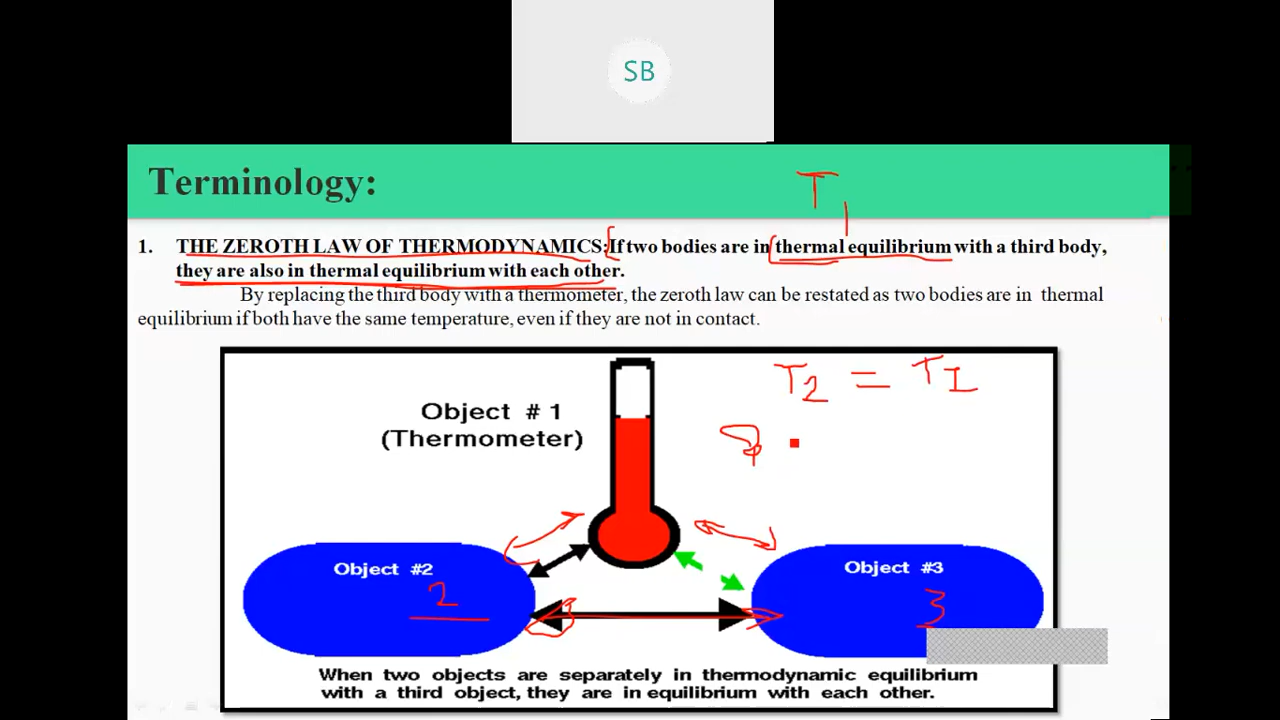 SB
Terminology:
T1
1. THE ZEROTH LAW OF THERMODYNAMICS: If two bodies are in thermal equilibrium with a third body,
they are also in thermal equilibrium with each other.
By replacing the third body with a thermometer, the zeroth law can be restated as two bodies are in thermal
equilibrium if both have the same temperature, even if they are not in contact.
T2 = T1
Object # 1
(Thermometer)
Object #2
2
Object #3
3
When two objects are separately in thermodynamic equilibrium
with a third object, they are in equilibrium with each other.